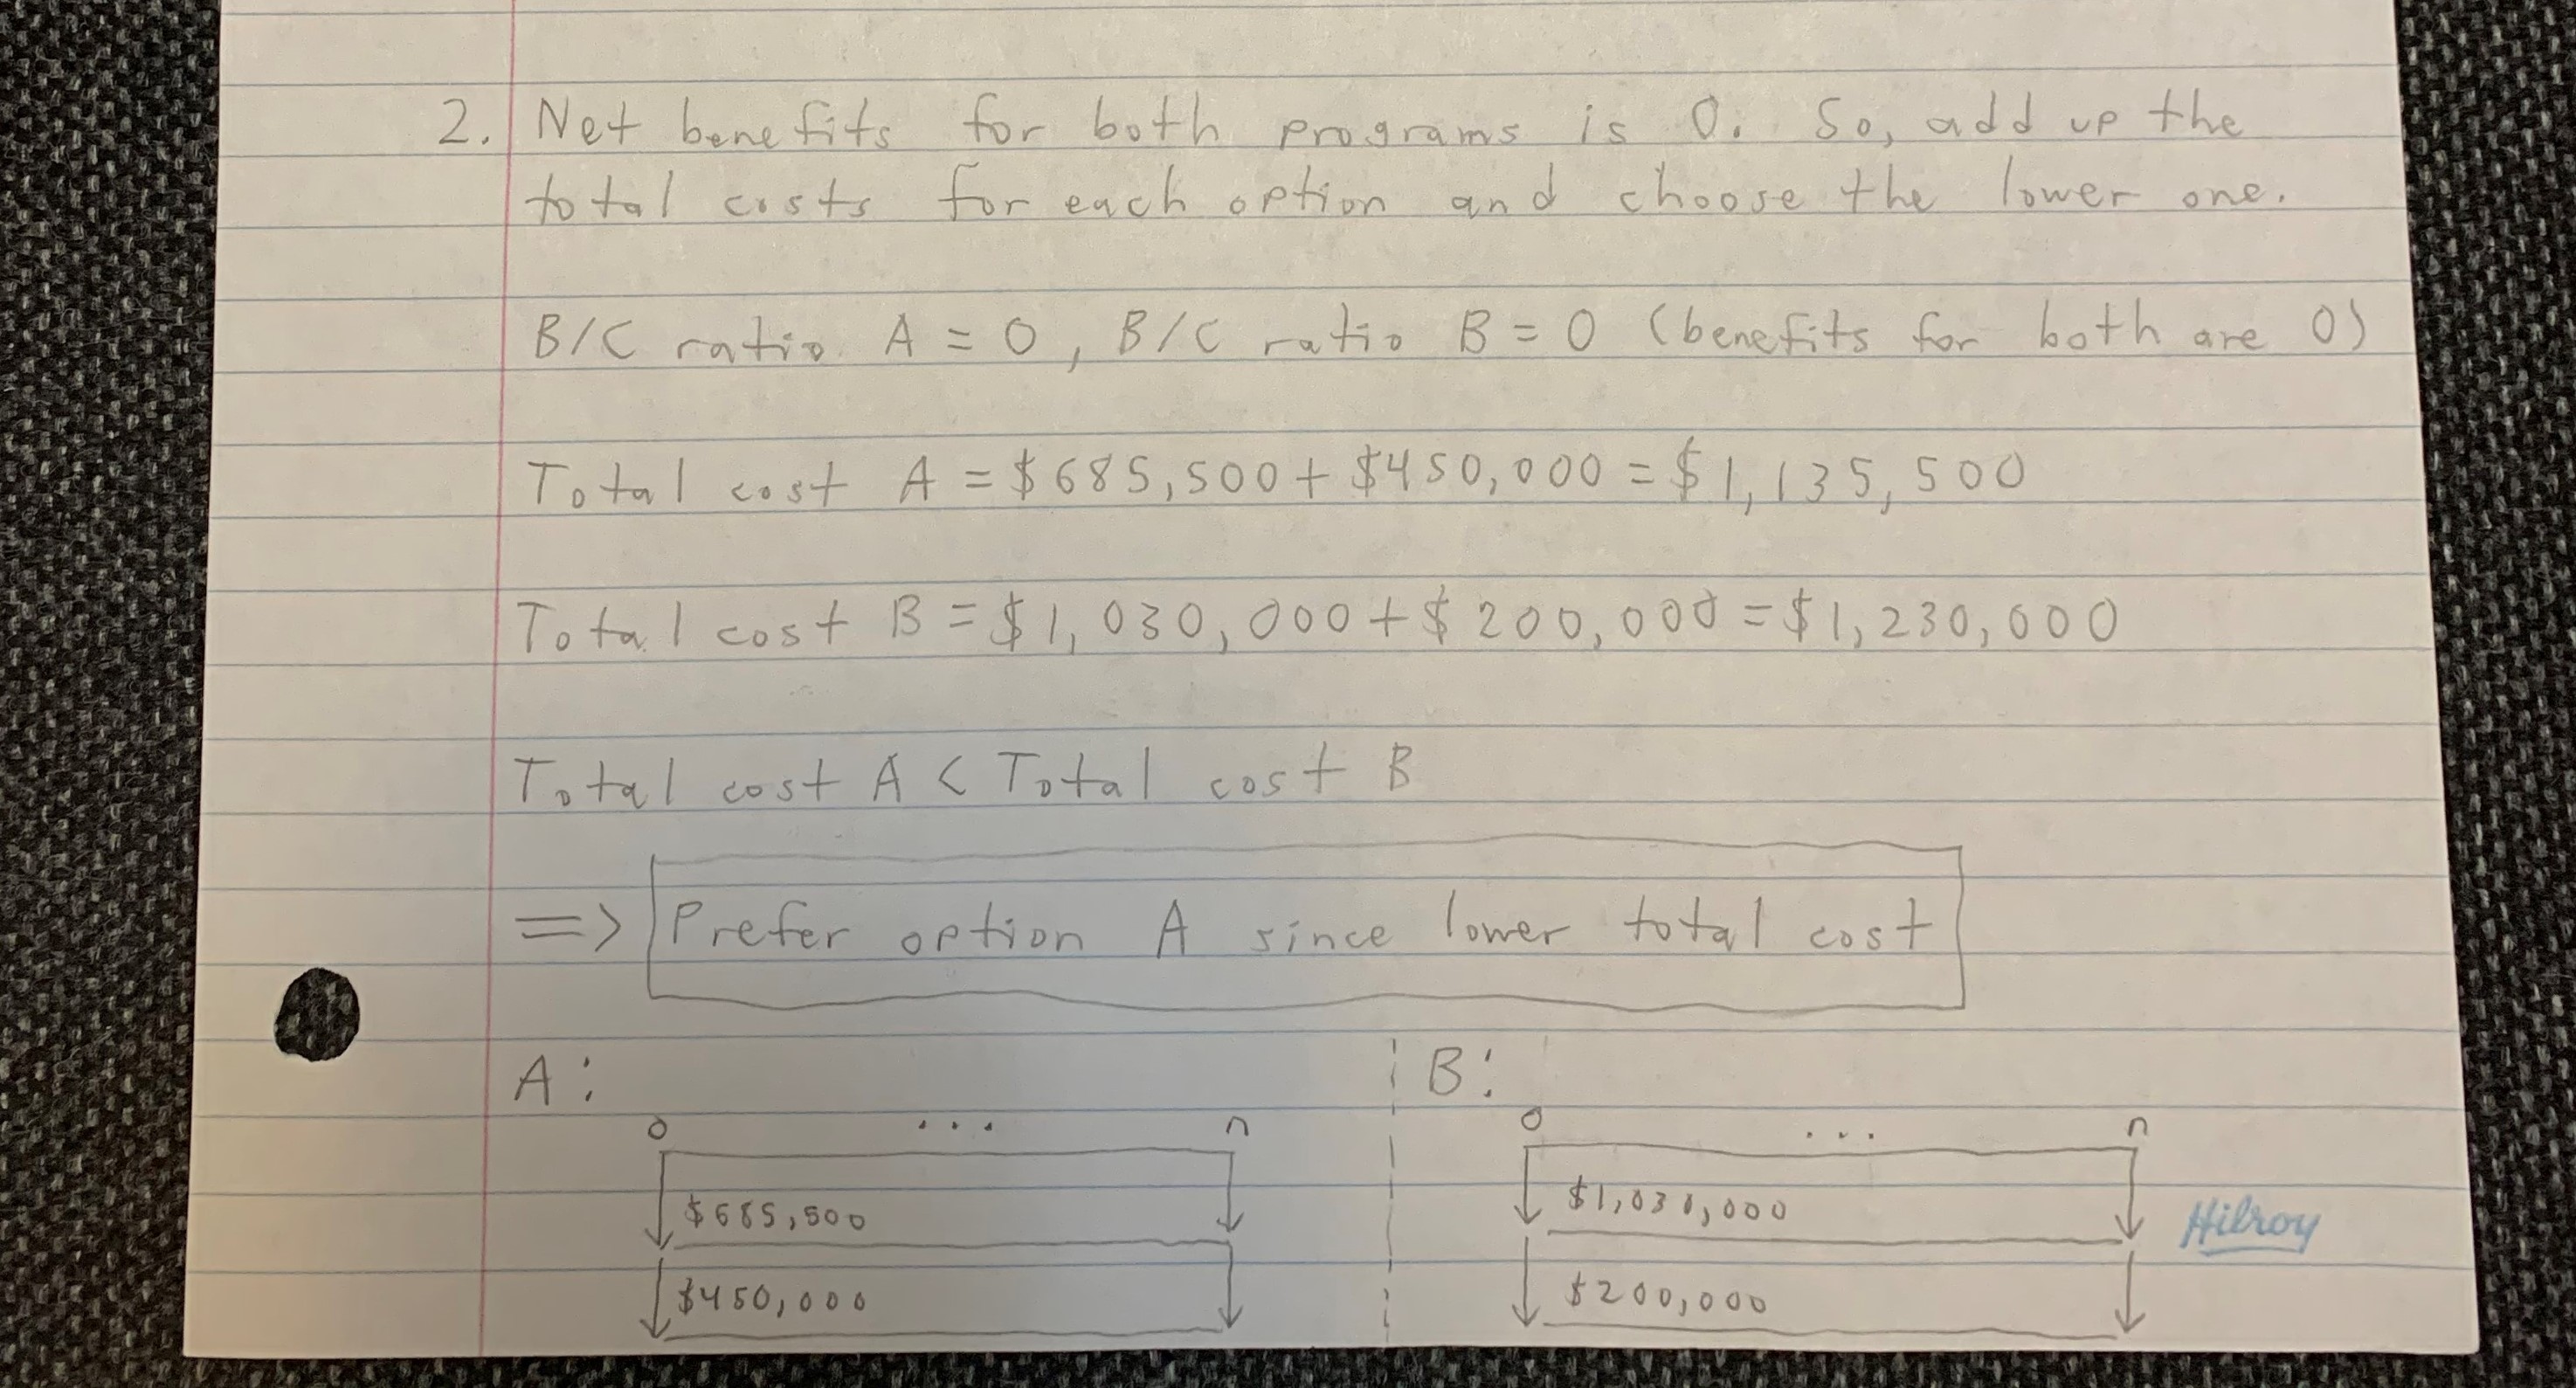 2. Net benefits for both programs is 0. So, add up the
total costs for each option and choose the lower one.
B/C ratio A = 0, B/C ratio B = 0 (benefits for both are 0)
Total cost A = $685,500 + $450,000 = $1,135,500
Total cost B = $1,030,000 + $200,000 = $1,230,000
Total cost A < Total cost B
=> Prefer option A since lower total cost
A: B:
0 ... n 0 ... n
$685,500 $1,030,000
Hilroy
$450,000 $200,000